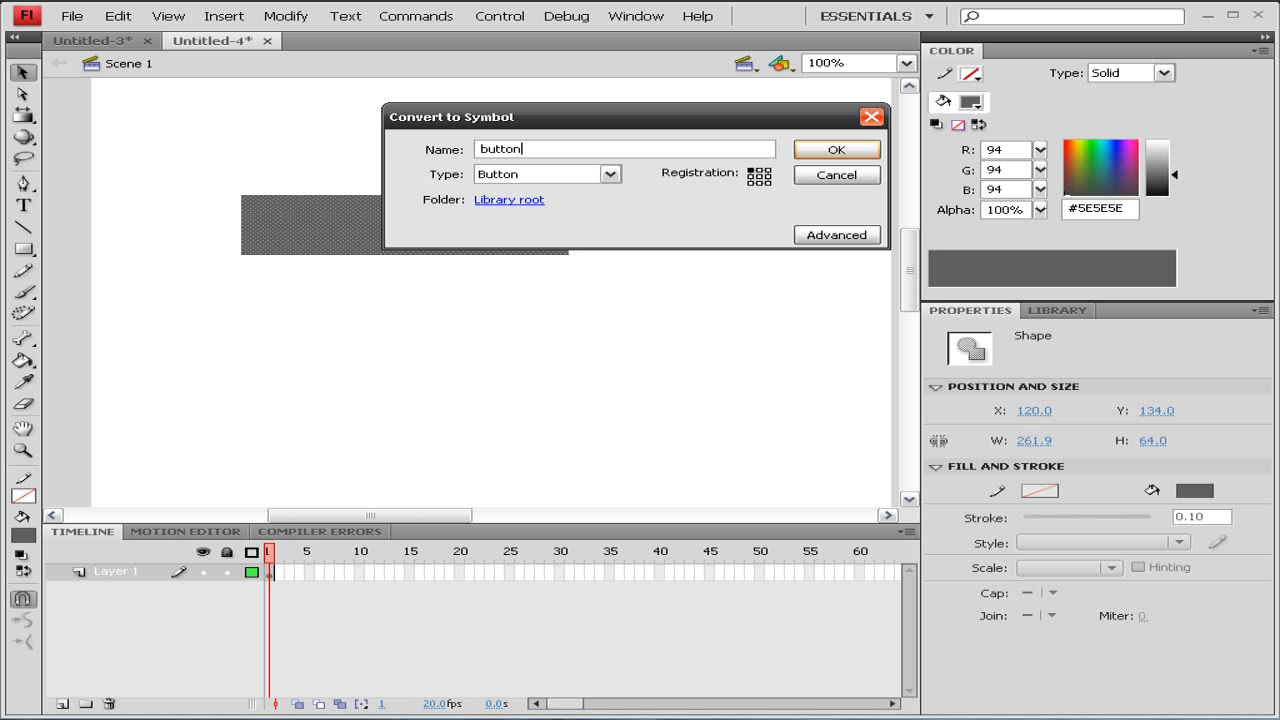 Fl File Edit View Insert Modify Text Commands Control Debug Window Help ESSENTIALS
Untitled-3* Untitled-4*
Scene 1 100%
Convert to Symbol
Name: button OK
Type: Button Registration: Cancel
Folder: Library root
Advanced
COLOR
Type: Solid
R: 94
G: 94
B: 94
Alpha: 100% #5E5E5E
PROPERTIES LIBRARY
Shape
POSITION AND SIZE
X: 120.0 Y: 134.0
W: 261.9 H: 64.0
FILL AND STROKE
Stroke: 0.10
Style:
Scale: Hinting
Cap:
Join: Miter: 0
TIMELINE MOTION EDITOR COMPILER ERRORS
1 5 10 15 20 25 30 35 40 45 50 55 60
Layer 1
1 20.0fps 0.0s